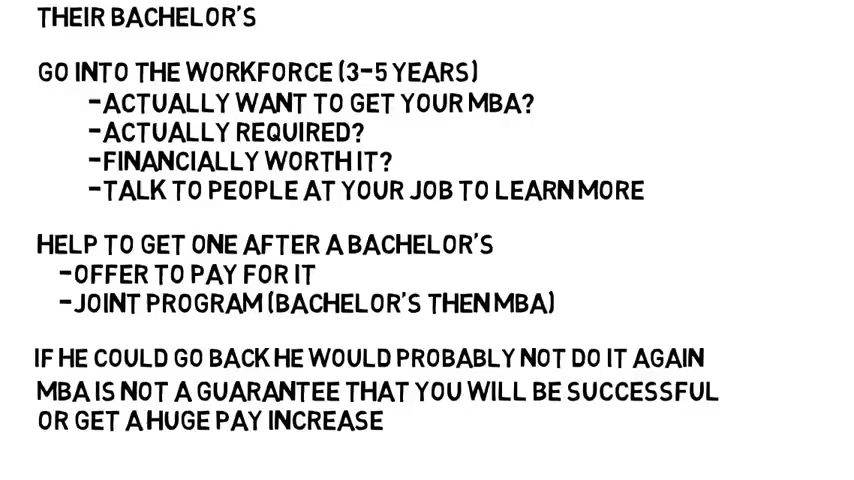 THEIR BACHELOR'S
GO INTO THE WORKFORCE (3-5 YEARS)
-ACTUALLY WANT TO GET YOUR MBA?
-ACTUALLY REQUIRED?
-FINANCIALLY WORTH IT?
-TALK TO PEOPLE AT YOUR JOB TO LEARN MORE
HELP TO GET ONE AFTER A BACHELOR'S
-OFFER TO PAY FOR IT
-JOINT PROGRAM (BACHELOR'S THEN MBA)
IF HE COULD GO BACK HE WOULD PROBABLY NOT DO IT AGAIN
MBA IS NOT A GUARANTEE THAT YOU WILL BE SUCCESSFUL
OR GET A HUGE PAY INCREASE